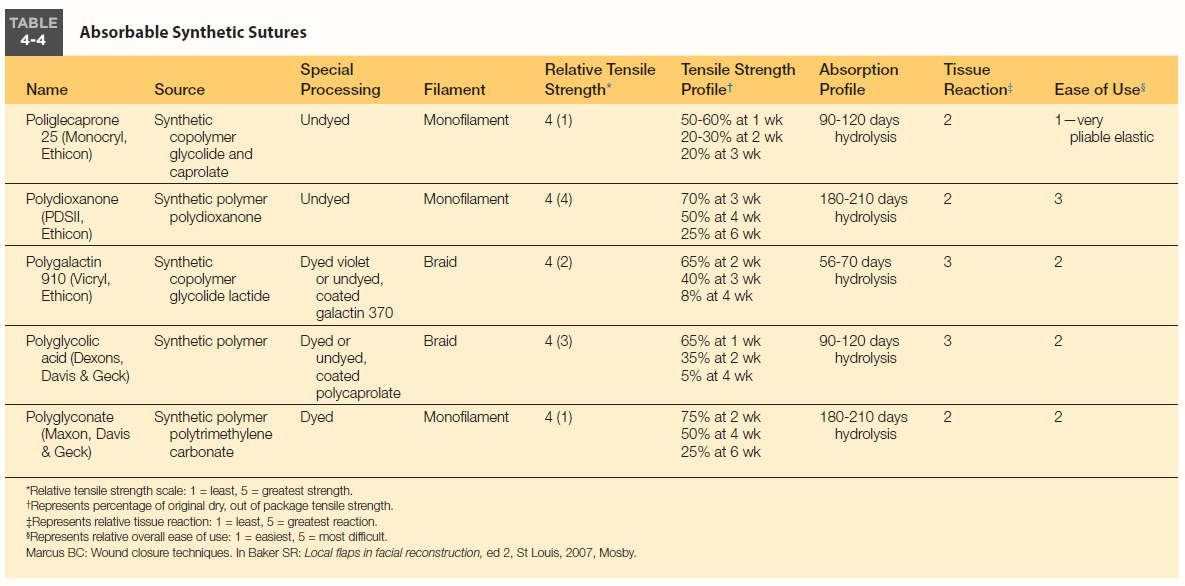 TABLE
4-4
Absorbable Synthetic Sutures
Name
Source
Special
Processing
Filament
Relative Tensile
Strength*
Tensile Strength
Profile†
Absorption
Profile
Tissue
Reaction‡
Ease of Use§
Poliglecaprone
25 (Monocryl,
Ethicon)
Synthetic
copolymer
glycolide and
caprolate
Undyed
Monofilament
4 (1)
50-60% at 1 wk
20-30% at 2 wk
20% at 3 wk
90-120 days
hydrolysis
2
1—very
pliable elastic
Polydioxanone
(PDSII,
Ethicon)
Synthetic polymer
polydioxanone
Undyed
Monofilament
4 (4)
70% at 3 wk
50% at 4 wk
25% at 6 wk
180-210 days
hydrolysis
2
3
Polygalactin
910 (Vicryl,
Ethicon)
Synthetic
copolymer
glycolide lactide
Dyed violet
or undyed,
coated
galactin 370
Braid
4 (2)
65% at 2 wk
40% at 3 wk
8% at 4 wk
56-70 days
hydrolysis
3
2
Polyglycolic
acid (Dexons,
Davis & Geck)
Synthetic polymer
Dyed or
undyed,
coated
polycaprolate
Braid
4 (3)
65% at 1 wk
35% at 2 wk
5% at 4 wk
90-120 days
hydrolysis
3
2
Polyglyconate
(Maxon, Davis
& Geck)
Synthetic polymer
polytrimethylene
carbonate
Dyed
Monofilament
4 (1)
75% at 2 wk
50% at 4 wk
25% at 6 wk
180-210 days
hydrolysis
2
2
*Relative tensile strength scale: 1 = least, 5 = greatest strength.
†Represents percentage of original dry, out of package tensile strength.
‡Represents relative tissue reaction: 1 = least, 5 = greatest reaction.
§Represents relative overall ease of use: 1 = easiest, 5 = most difficult.
Marcus BC: Wound closure techniques. In Baker SR: Local flaps in facial reconstruction, ed 2, St Louis, 2007, Mosby.